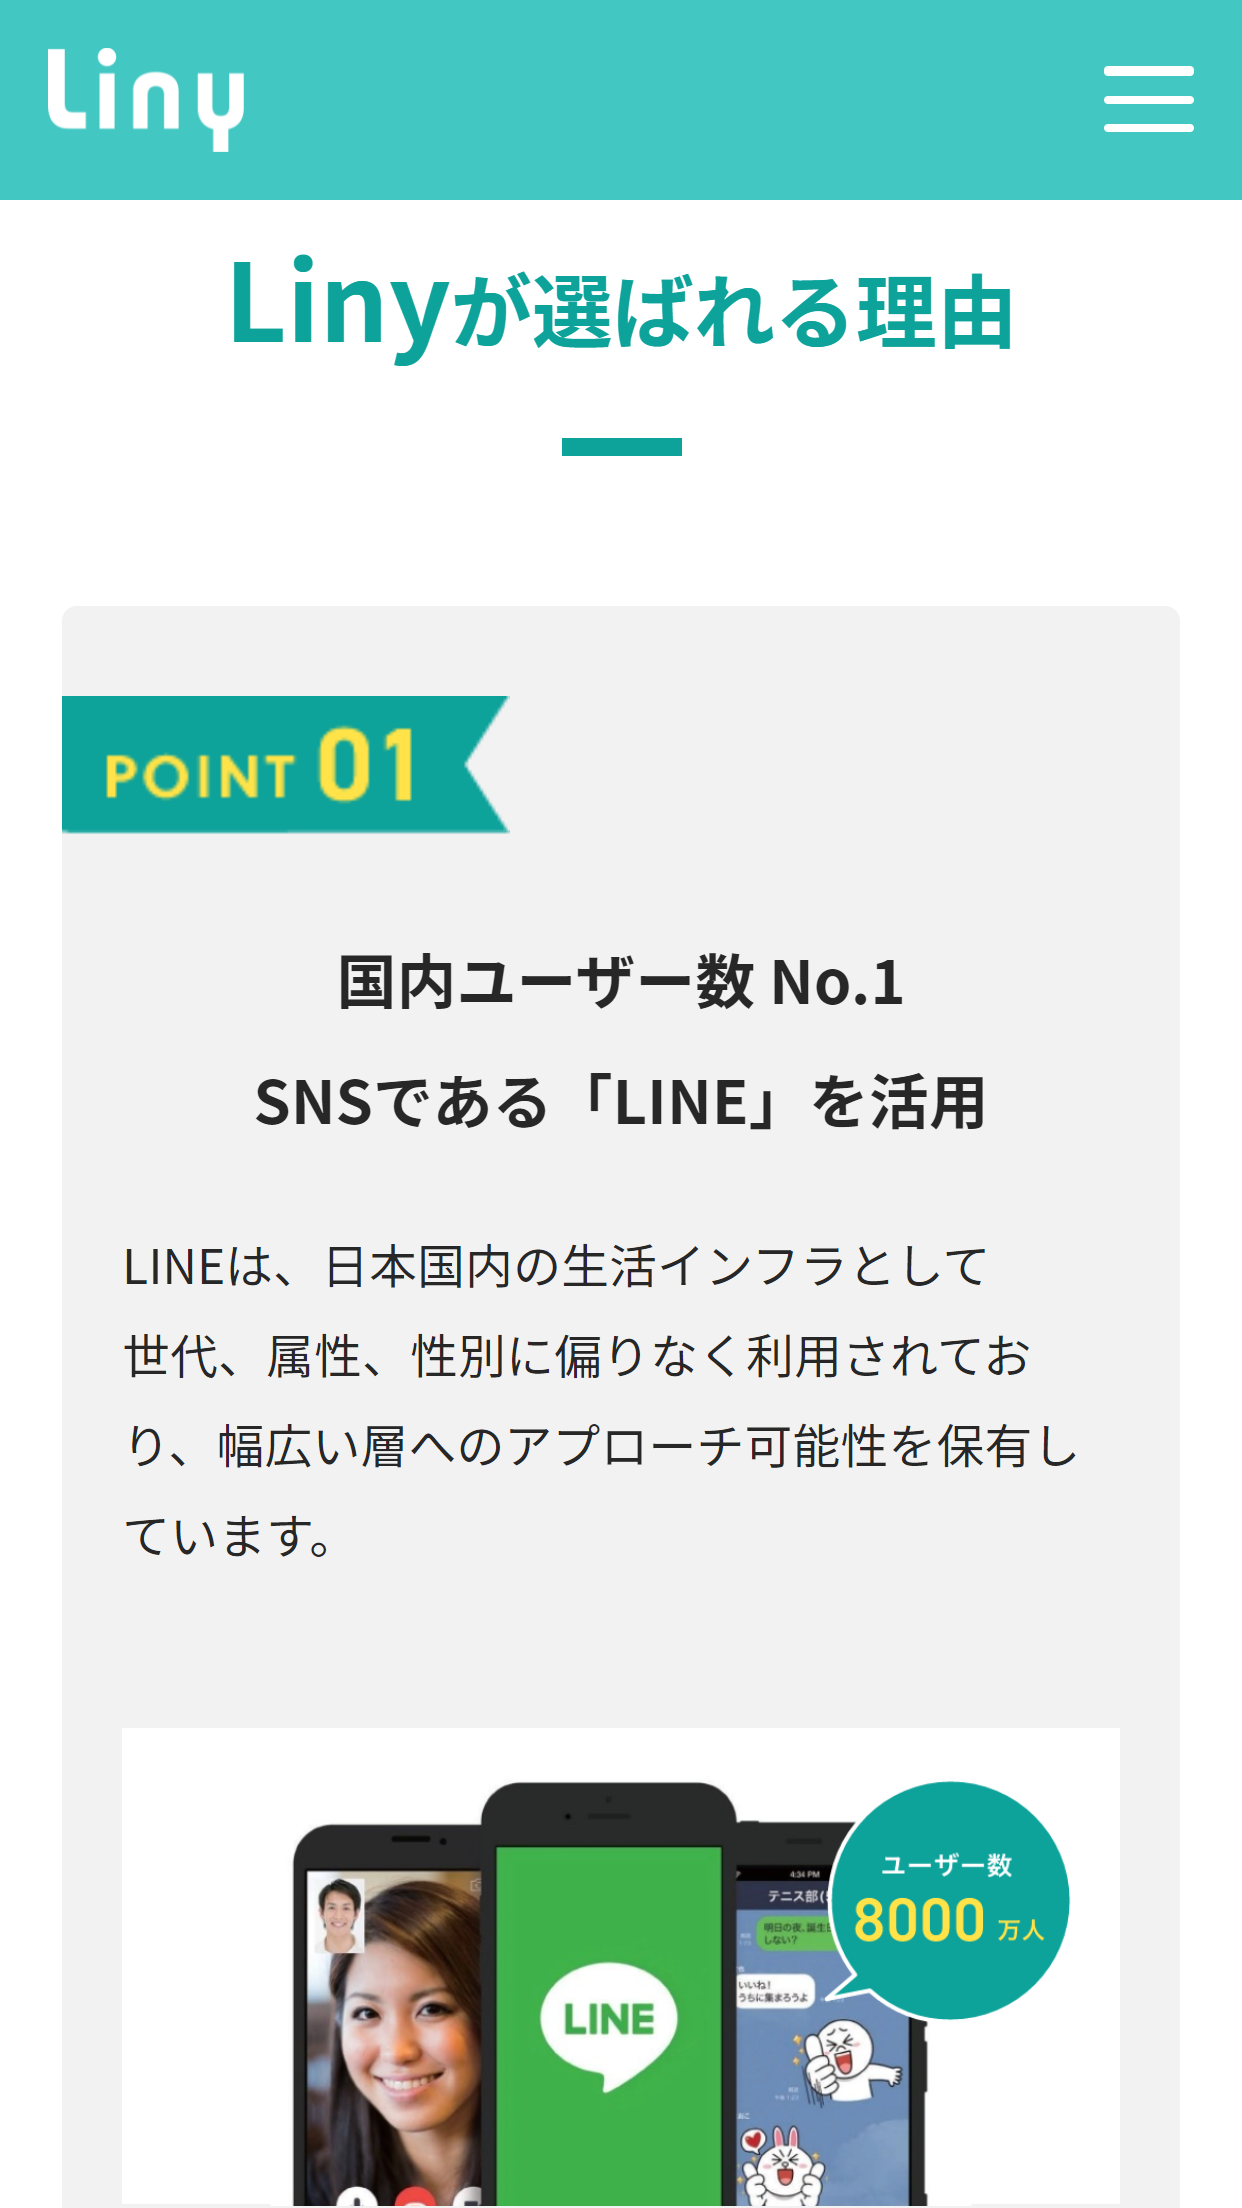 Liny
Linyが選ばれる理由
POINT 01
国内ユーザー数 No.1
SNSである「LINE」を活用
LINEは、日本国内の生活インフラとして
世代、属性、性別に偏りなく利用されてお
り、幅広い層へのアプローチ可能性を保有し
ています。
ユーザー数
8000 万人
4:34 PM
テニス部(
明日の夜、誕生
しない?
いいね!
うちに集まろうよ
LINE